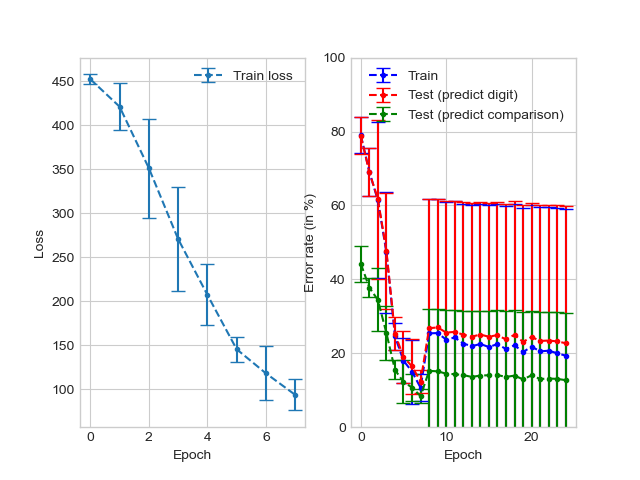 Train loss
450
400
350
300
250
200
150
100
0
2
4
6
Loss
Epoch
Train
Test (predict digit)
Test (predict comparison)
100
80
60
40
20
0
0
10
20
Error rate (in %)
Epoch